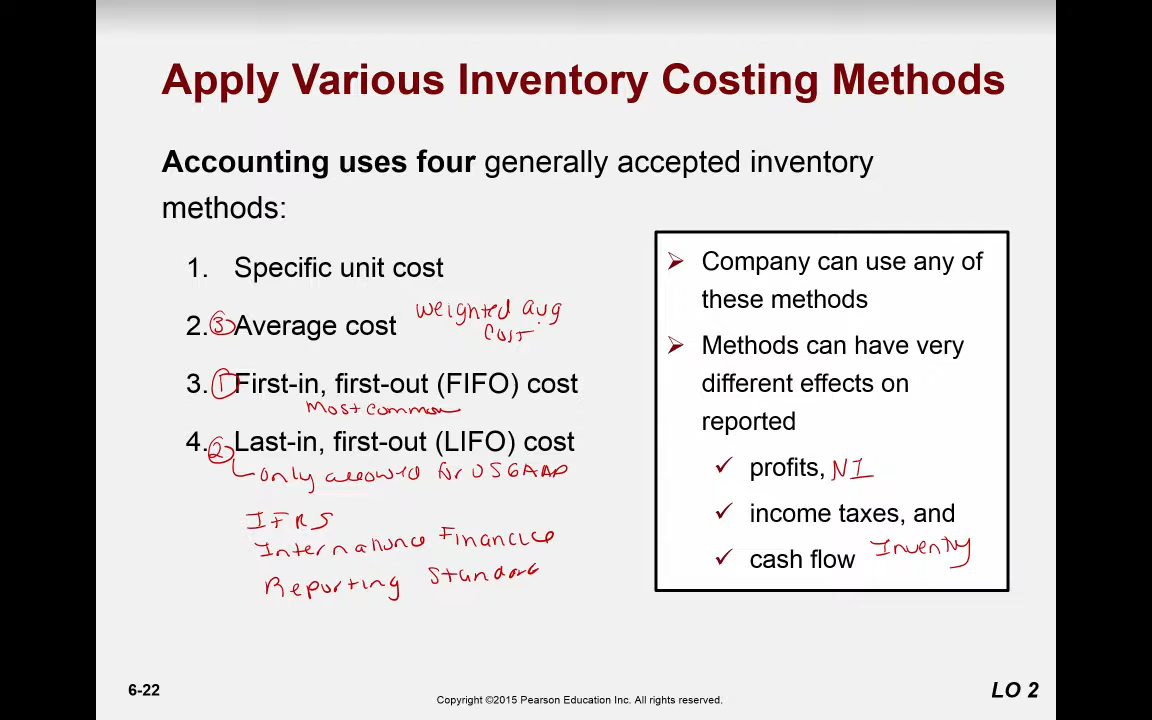 Apply Various Inventory Costing Methods
Accounting uses four generally accepted inventory
methods:
1. Specific unit cost
2. ③ Average cost weighted avg
cost
3. ① First-in, first-out (FIFO) cost
Most common
4. ② Last-in, first-out (LIFO) cost
only allowed for US GAAP
IFRS
International Financial
Reporting Standard
➢ Company can use any of
these methods
➢ Methods can have very
different effects on
reported
✓ profits, NI
✓ income taxes, and
✓ cash flow Inventory
6-22
Copyright ©2015 Pearson Education Inc. All rights reserved.
LO 2